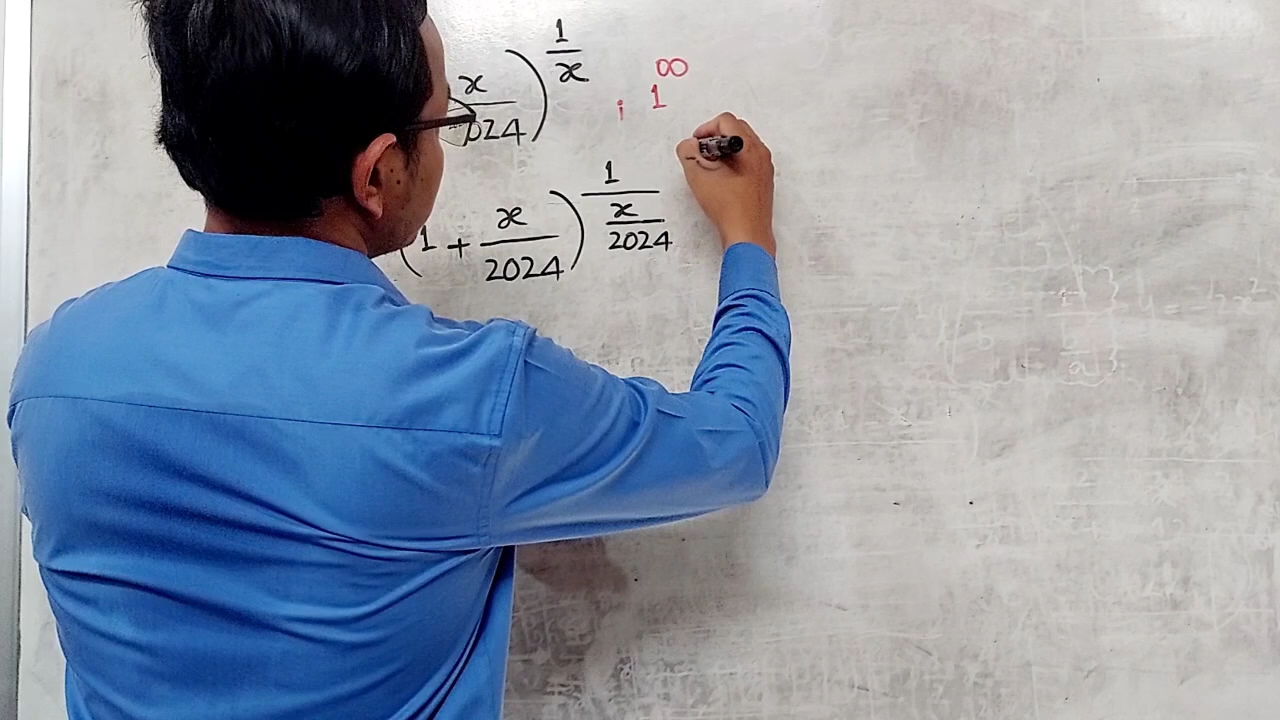 x/2024)^(1/x) ; 1^∞
(1 + x/2024)^(1/(x/2024))